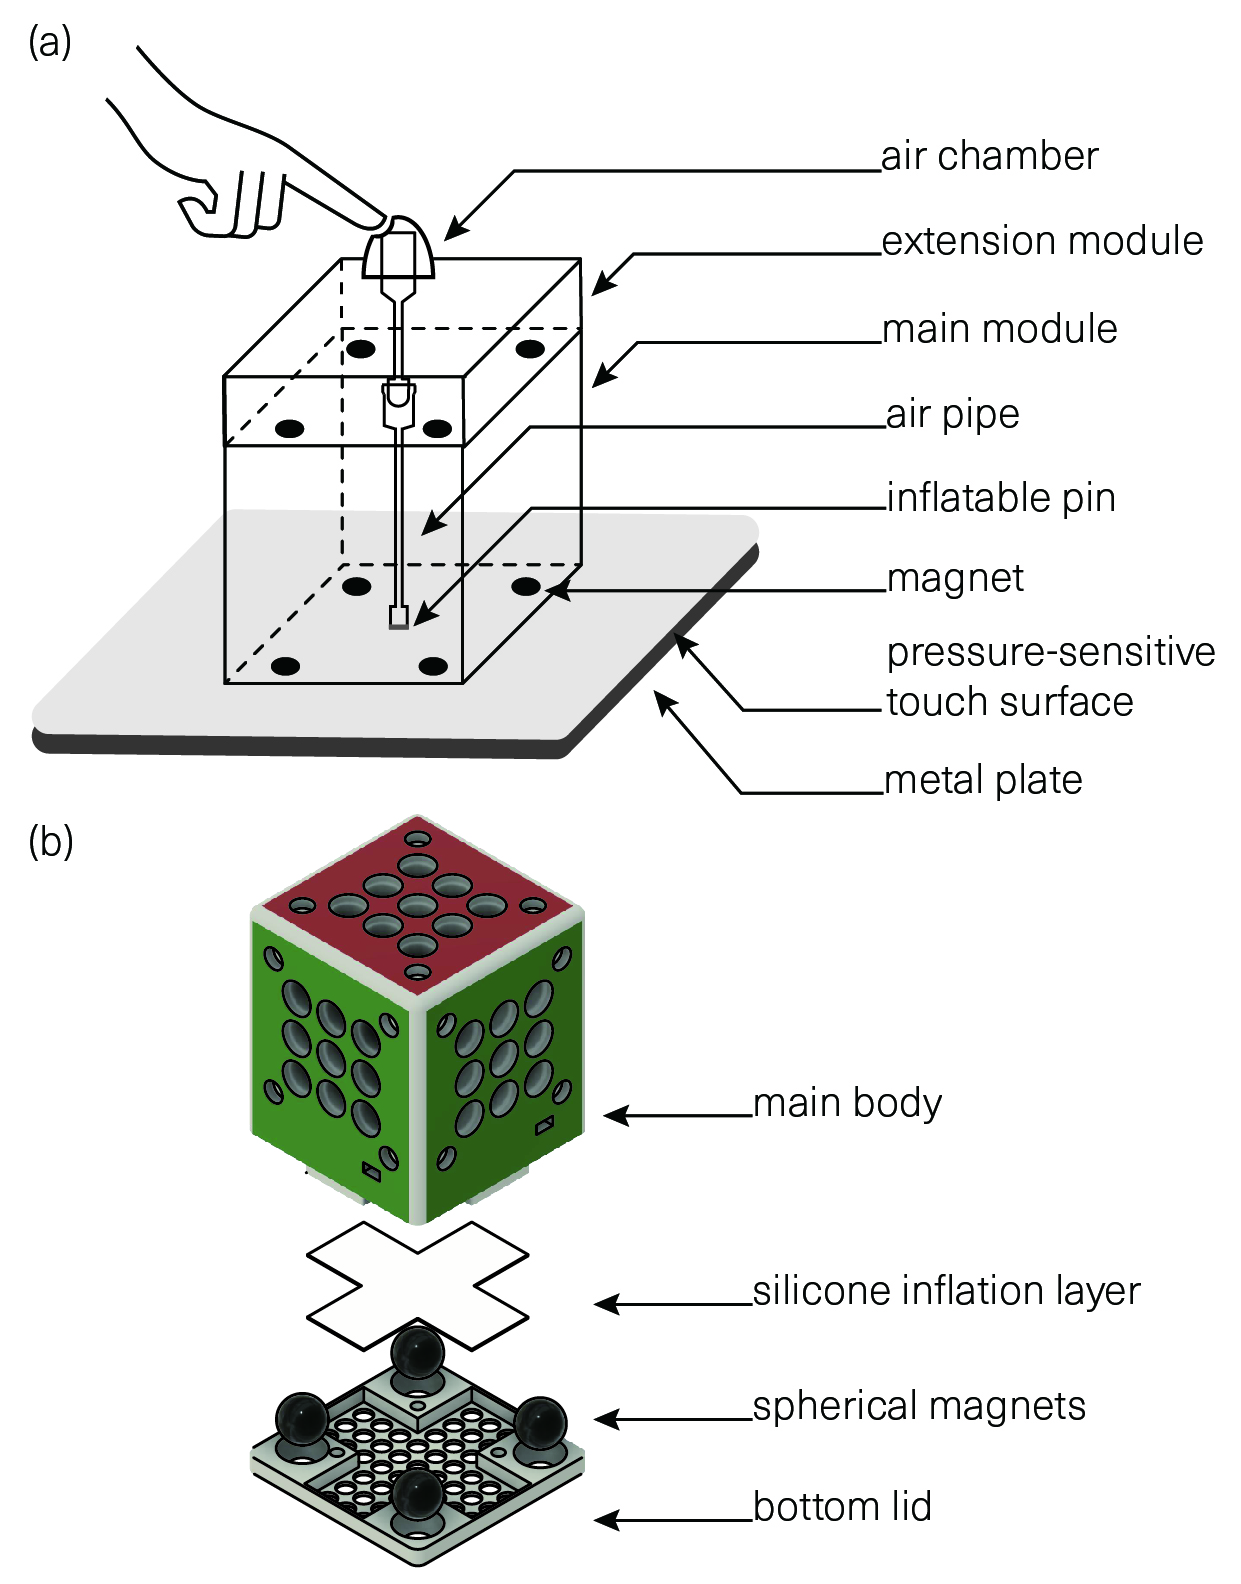 (a)
air chamber
extension module
main module
air pipe
inflatable pin
magnet
pressure-sensitive
touch surface
metal plate
(b)
main body
silicone inflation layer
spherical magnets
bottom lid